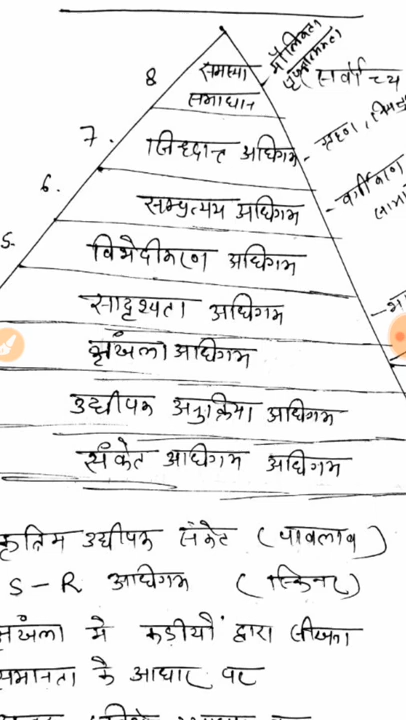 मौलिकता
सृजनात्मकता
8 समस्या
समाधान
(सर्वोच्य
7. सिद्धान्त अधिगम
6. सम्प्रत्यय अधिगम
5. विभेदीकरण अधिगम
सादृश्यता अधिगम
श्रृंखला अधिगम
उद्दीपक अनुक्रिया अधिगम
संकेत अधिगम अधिगम
कृत्रिम उद्दीपक संकेट (पावलाव)
S-R अधिगम (स्किनर)
श्रृंखला मे कडीयों द्वारा सीखना
समानता के आधार पर